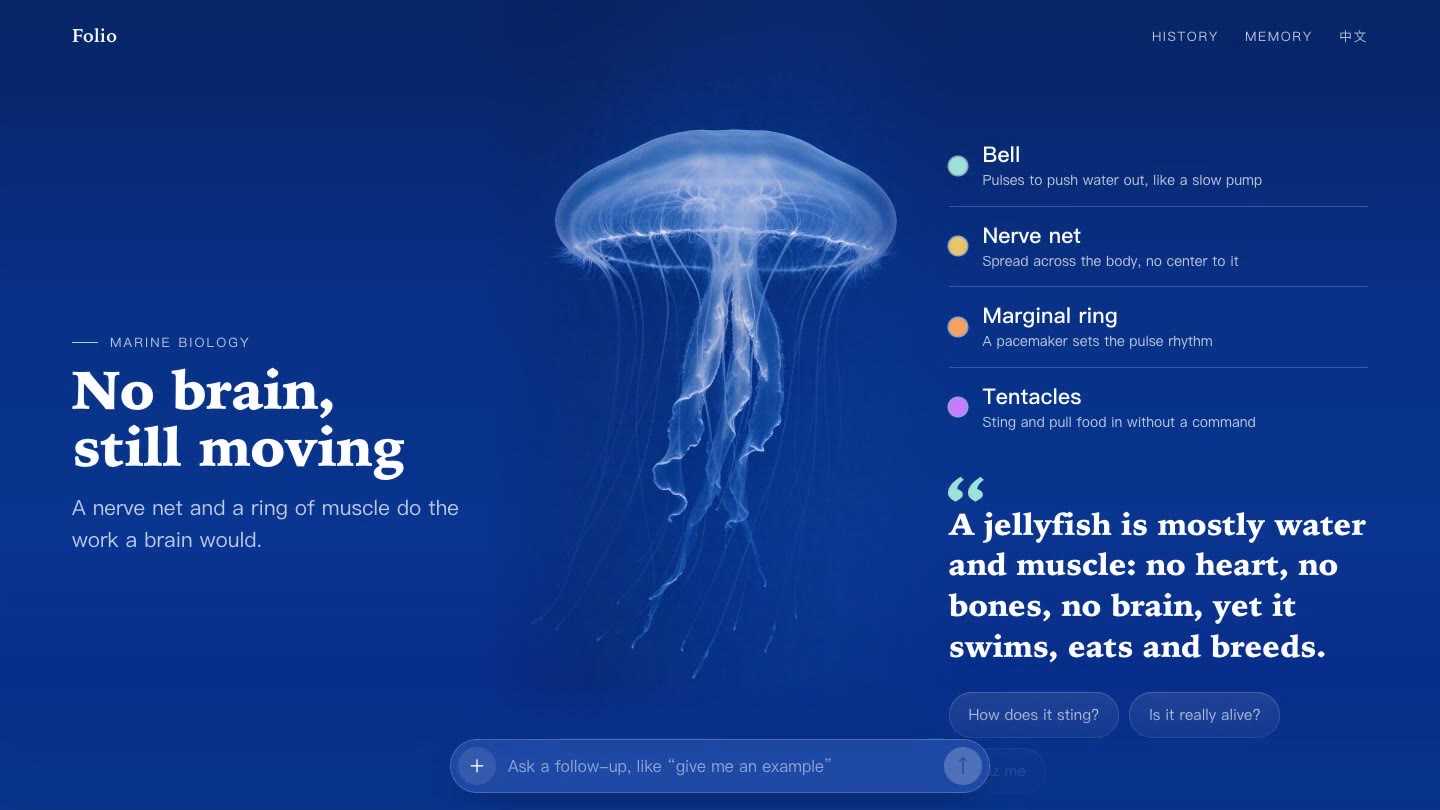 Folio
HISTORY MEMORY 中文
MARINE BIOLOGY
No brain,
still moving
A nerve net and a ring of muscle do the
work a brain would.
Bell
Pulses to push water out, like a slow pump
Nerve net
Spread across the body, no center to it
Marginal ring
A pacemaker sets the pulse rhythm
Tentacles
Sting and pull food in without a command
“
A jellyfish is mostly water
and muscle: no heart, no
bones, no brain, yet it
swims, eats and breeds.
How does it sting? Is it really alive?
me
+ Ask a follow-up, like “give me an example” ↑